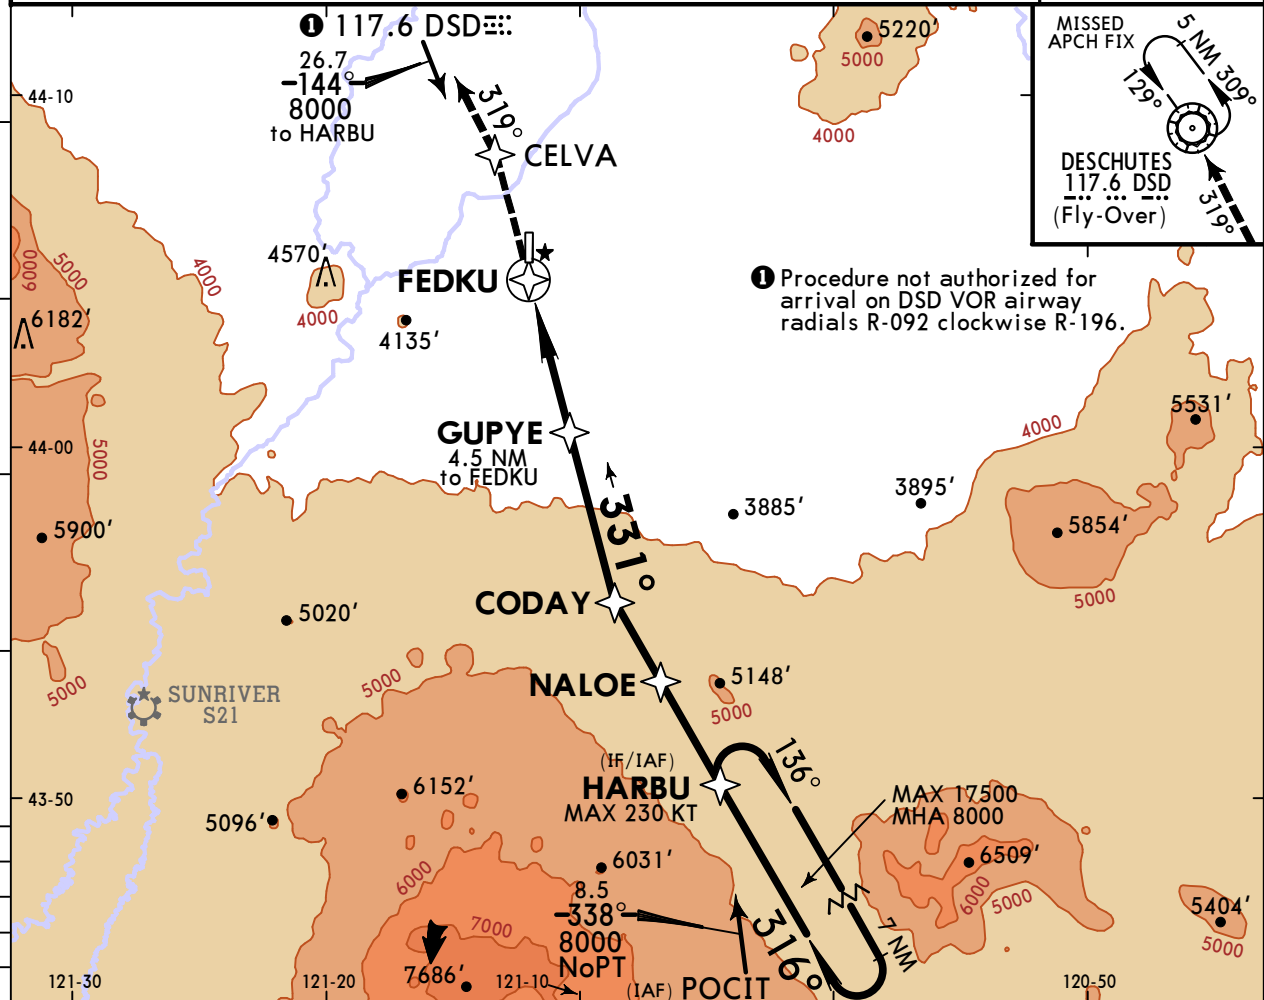 ❶ 117.6 DSD
26.7
144°
8000
to HARBU
319°
CELVA
44-10
5220'
5000
4000
MISSED
APCH FIX
5 NM 309°
129°
DESCHUTES
117.6 DSD
(Fly-Over)
319°
❶ Procedure not authorized for
arrival on DSD VOR airway
radials R-092 clockwise R-196.
6000
5000
4000
6182'
4570'
4000
4135'
FEDKU
GUPYE
4.5 NM
to FEDKU
44-00
5000
5900'
331°
3885'
3895'
4000
5531'
5854'
5000
CODAY
5020'
NALOE
5148'
5000
5000
5000
SUNRIVER
S21
(IF/IAF)
HARBU
MAX 230 KT
136°
MAX 17500
MHA 8000
43-50
5096'
6152'
6031'
6000
7000
7686'
8.5
338°
8000
NoPT
(IAF) POCIT
316°
7 NM
6509'
6000
5000
5404'
5000
121-30
121-20
121-10
120-50